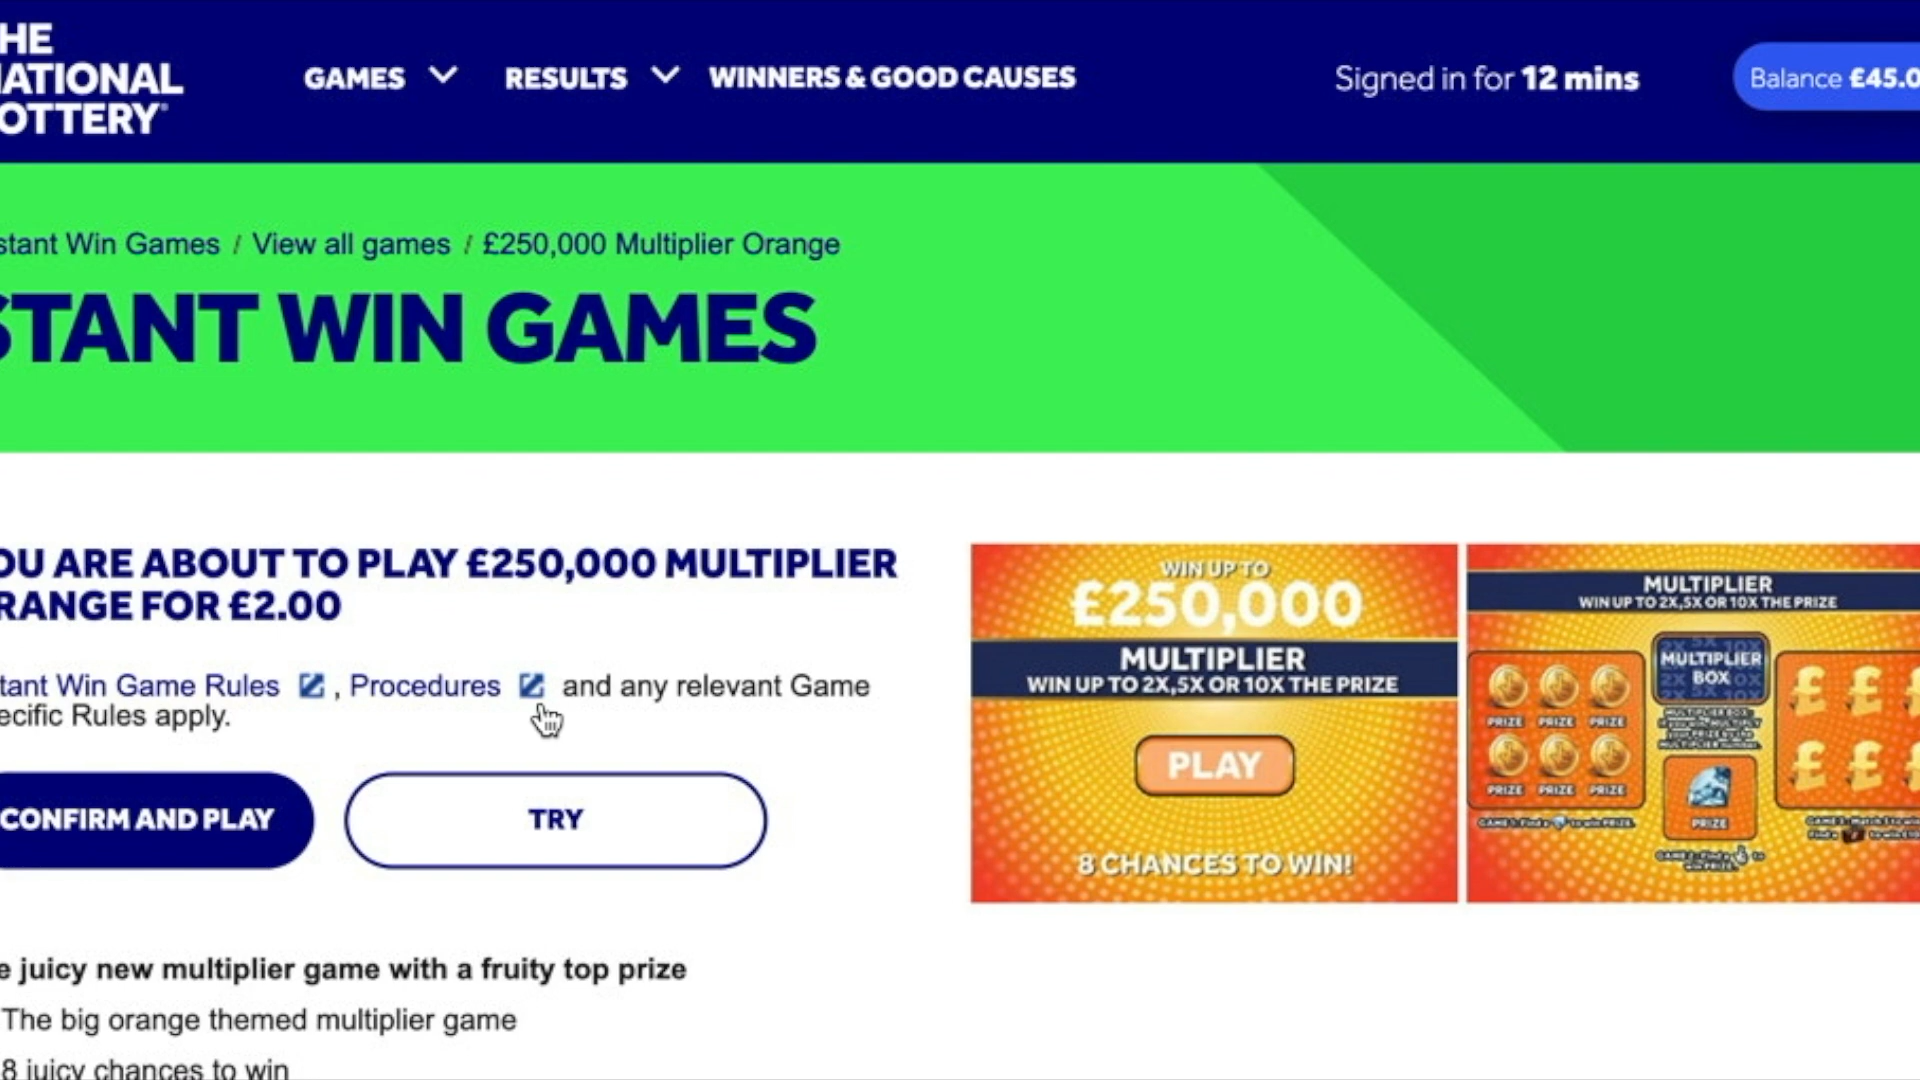 THE
NATIONAL
LOTTERY
GAMES RESULTS WINNERS & GOOD CAUSES Signed in for 12 mins Balance £45.0
stant Win Games / View all games / £250,000 Multiplier Orange
STANT WIN GAMES
OU ARE ABOUT TO PLAY £250,000 MULTIPLIER
RANGE FOR £2.00
tant Win Game Rules , Procedures and any relevant Game
ecific Rules apply.
CONFIRM AND PLAY TRY
e juicy new multiplier game with a fruity top prize
The big orange themed multiplier game
8 juicy chances to win
WIN UP TO
£250,000
MULTIPLIER
WIN UP TO 2X,5X OR 10X THE PRIZE
PLAY
8 CHANCES TO WIN!
MULTIPLIER
WIN UP TO 2X,5X OR 10X THE PRIZE
MULTIPLIER
BOX
PRIZE PRIZE PRIZE
PRIZE PRIZE PRIZE
PRIZE
£ £ £
£ £ £